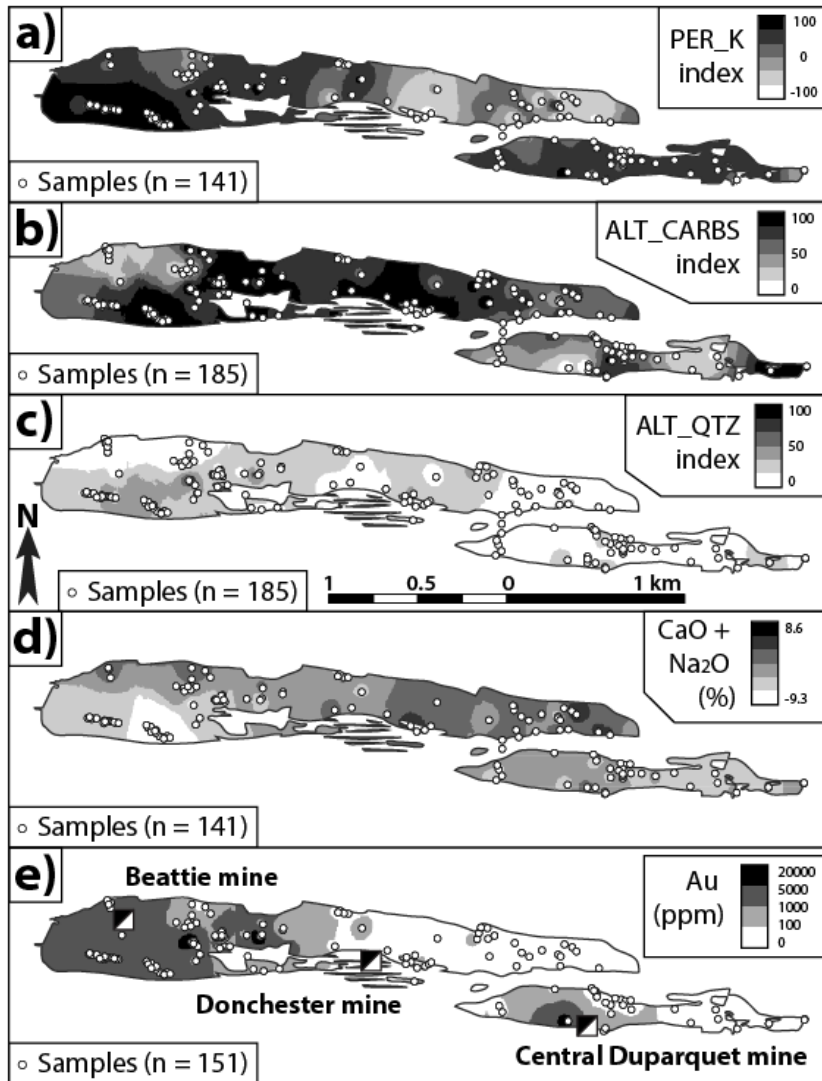 a)
PER_K
index
100
0
-100
Samples (n = 141)
b)
ALT_CARBS
index
100
50
0
Samples (n = 185)
c)
ALT_QTZ
index
100
50
0
N
Samples (n = 185)
1 0.5 0 1 km
d)
CaO +
Na₂O
(%)
8.6
-9.3
Samples (n = 141)
e)
Au
(ppm)
20000
5000
1000
100
0
Beattie mine
Donchester mine
Central Duparquet mine
Samples (n = 151)